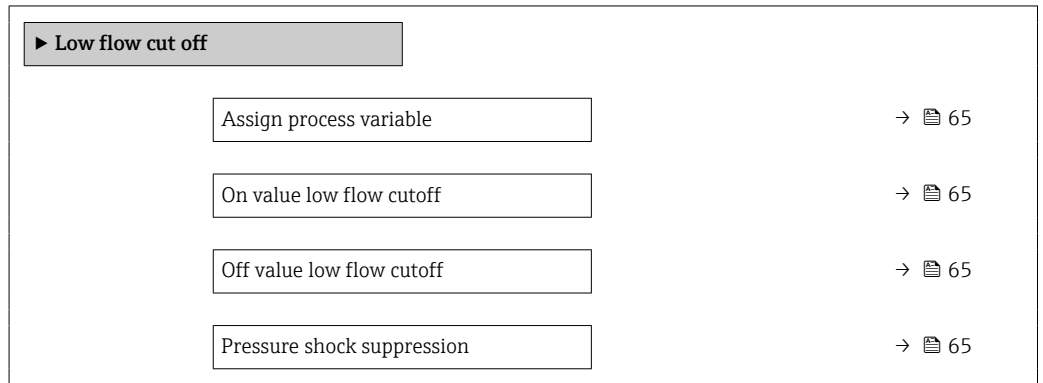 ► Low flow cut off
Assign process variable → 65
On value low flow cutoff → 65
Off value low flow cutoff → 65
Pressure shock suppression → 65